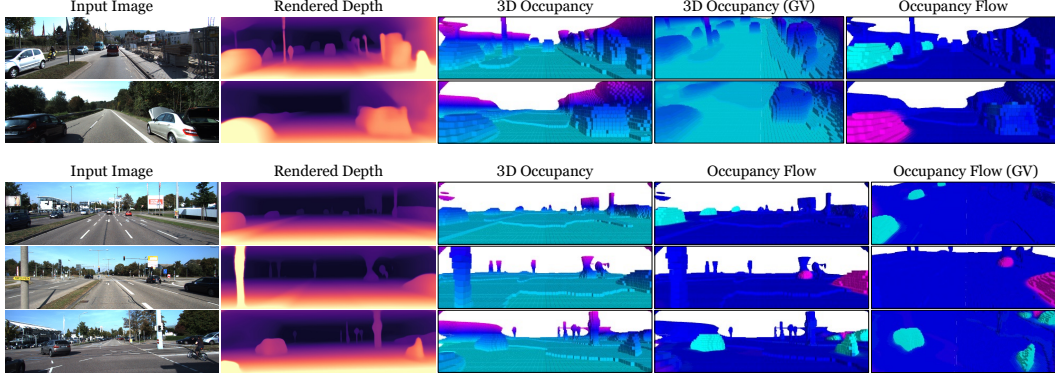 Input Image Rendered Depth 3D Occupancy 3D Occupancy (GV) Occupancy Flow
Input Image Rendered Depth 3D Occupancy Occupancy Flow Occupancy Flow (GV)